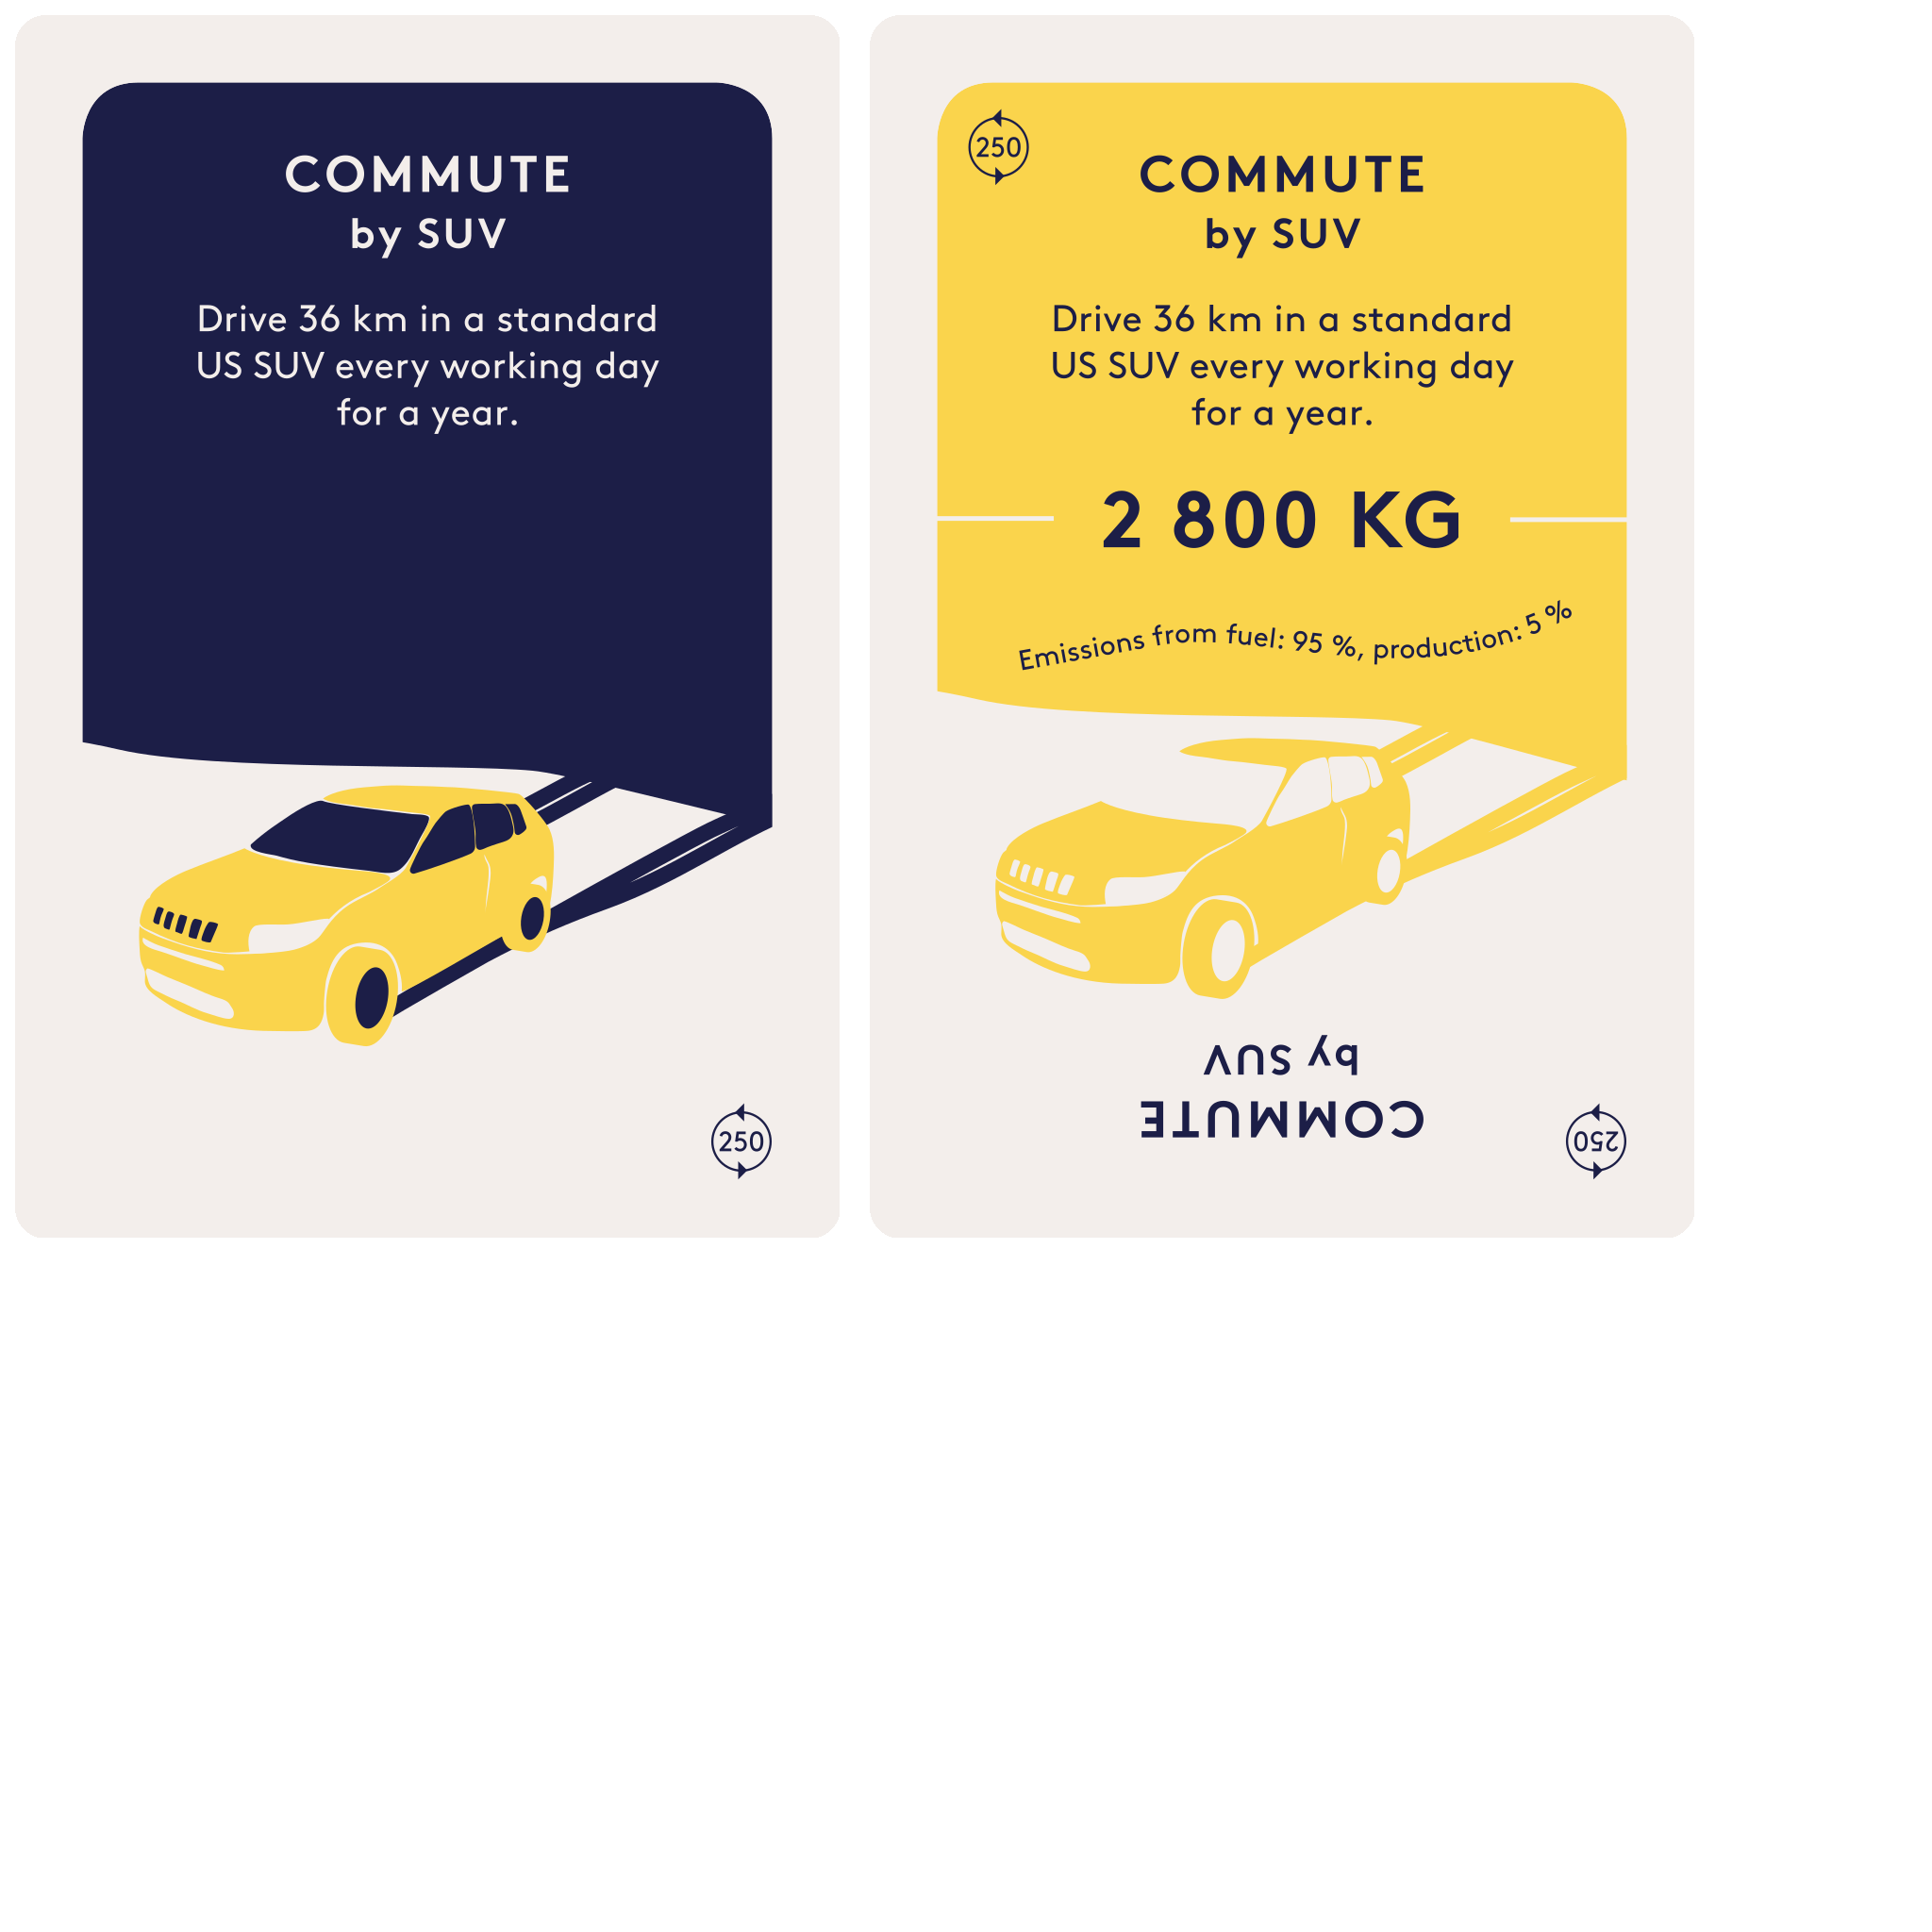 COMMUTE
by SUV
Drive 36 km in a standard
US SUV every working day
for a year.
250
250
COMMUTE
by SUV
Drive 36 km in a standard
US SUV every working day
for a year.
2 800 KG
Emissions from fuel: 95 %, production: 5 %
COMMUTE
by SUV
250